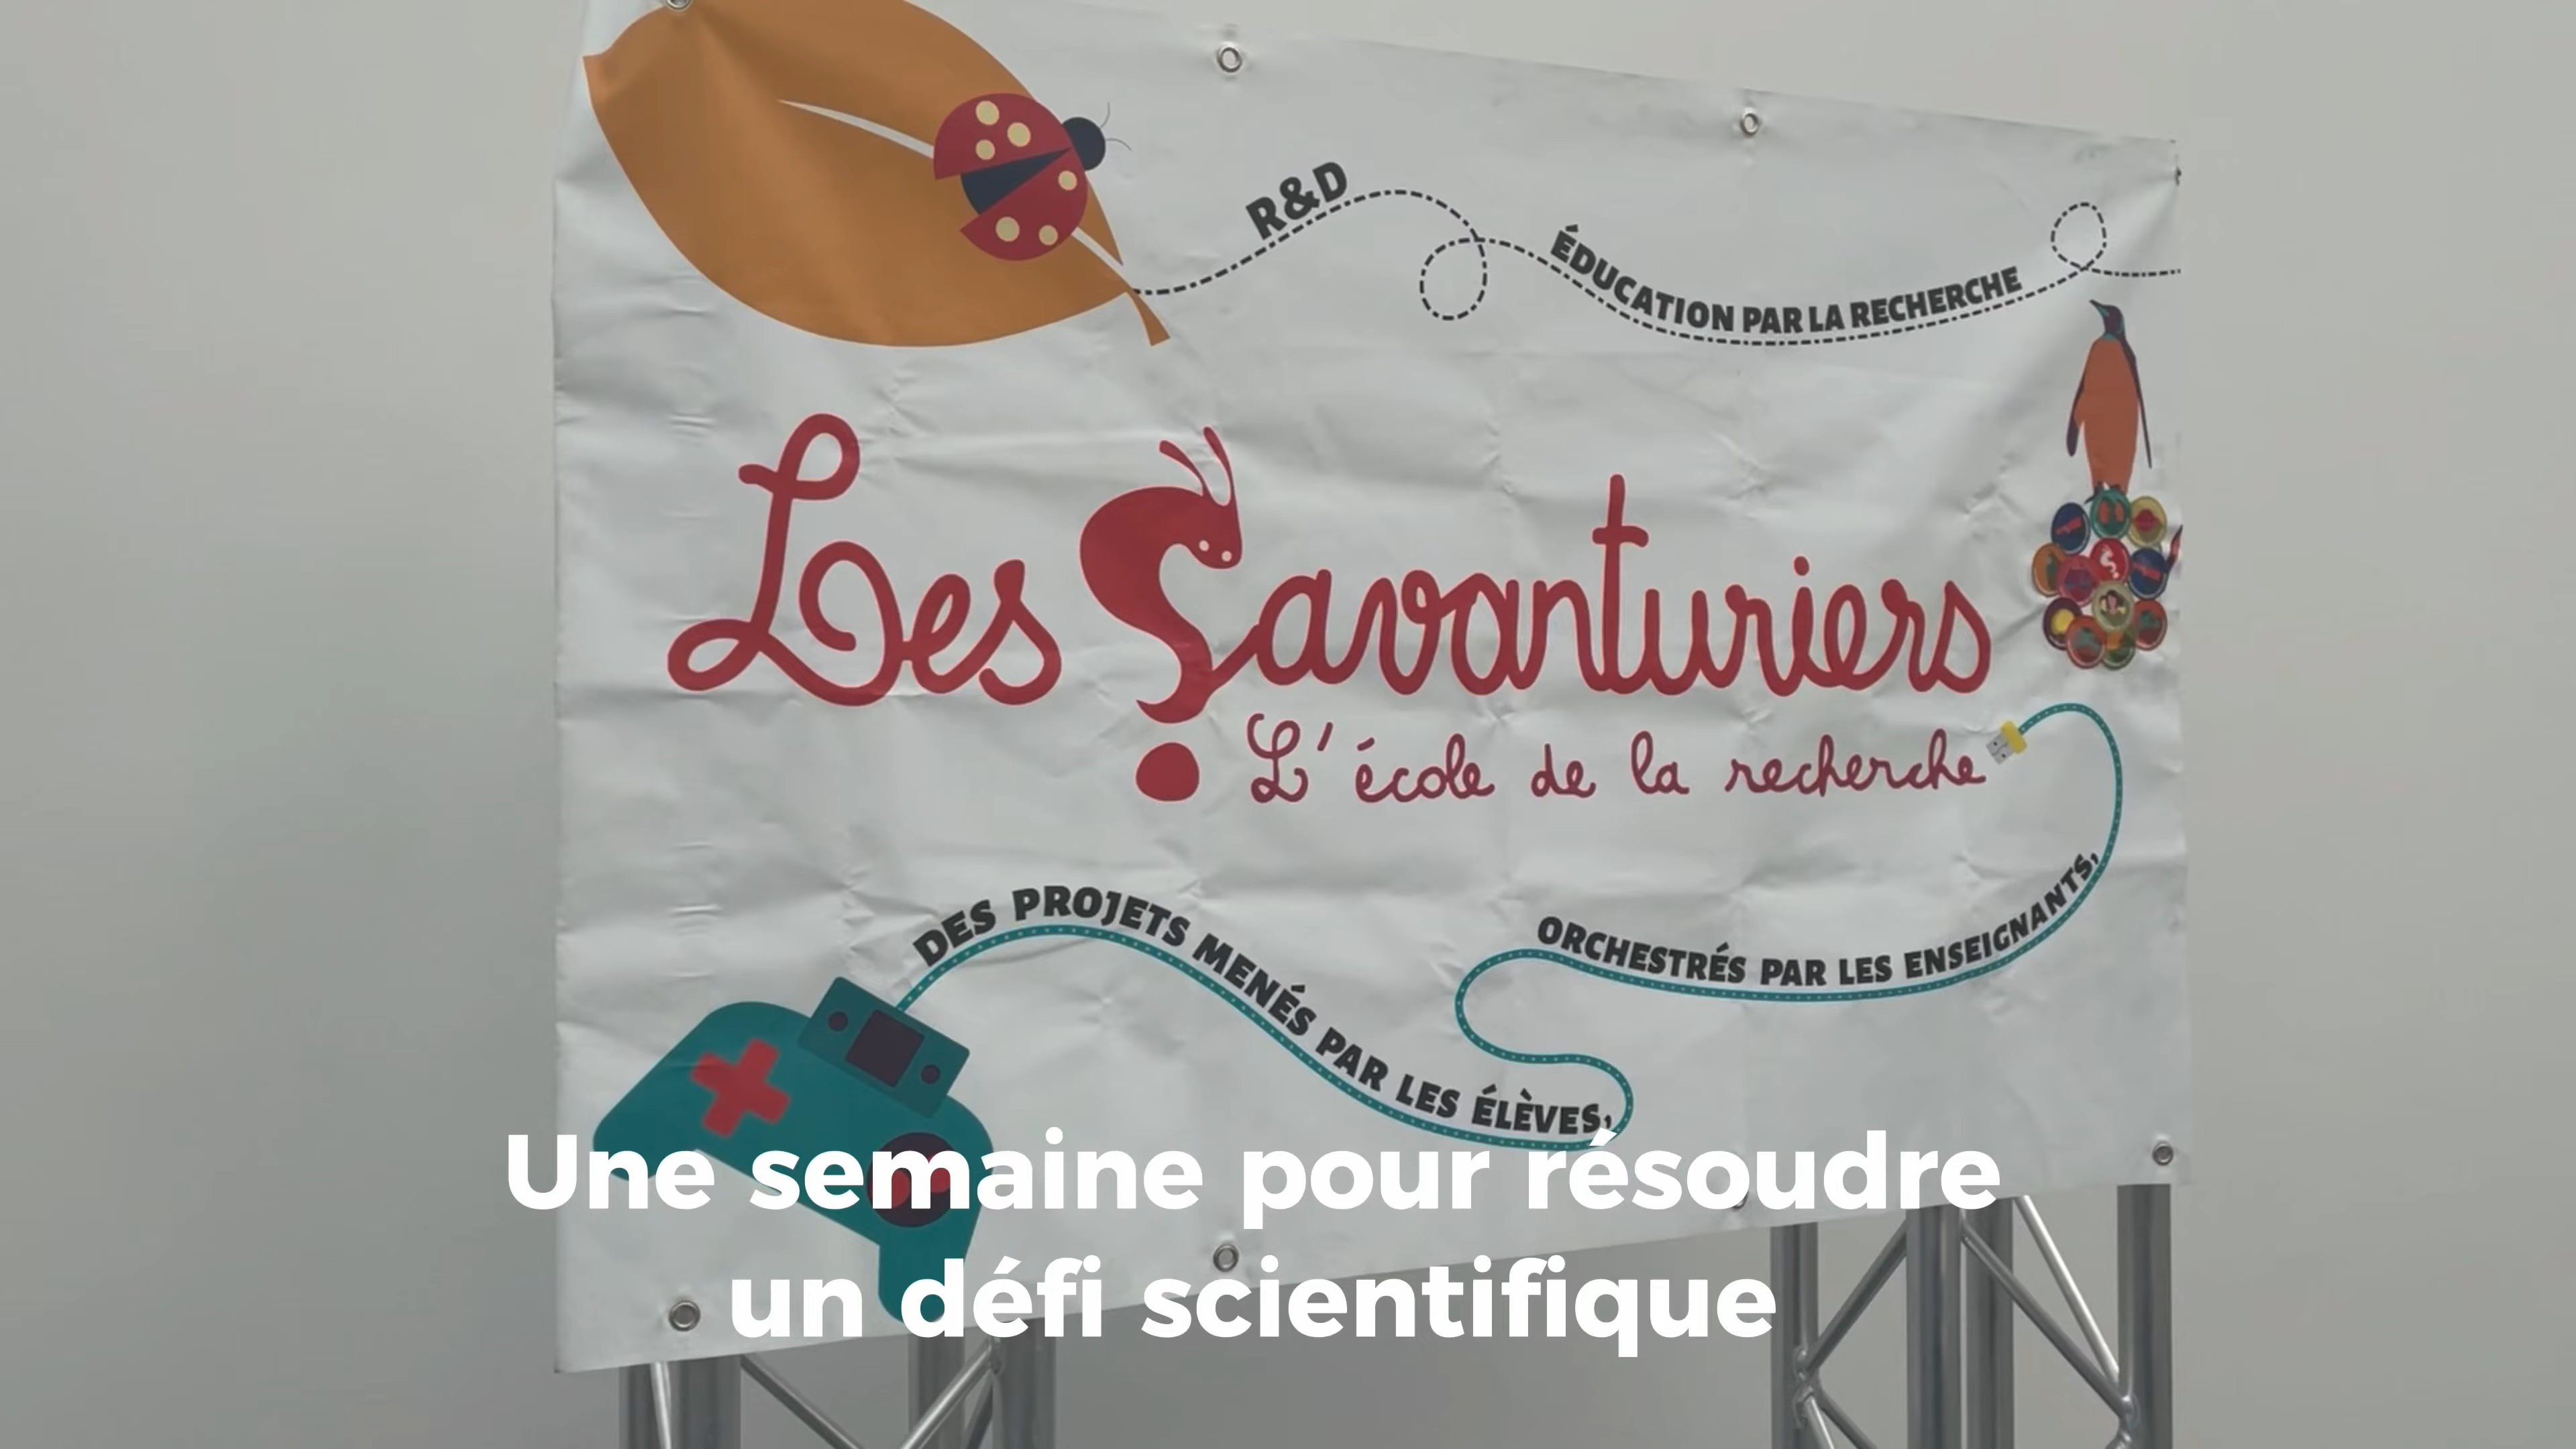 R&D
ÉDUCATION PAR LA RECHERCHE
Les Savanturiers
L'école de la recherche
DES PROJETS MENÉS PAR LES ÉLÈVES,
ORCHESTRÉS PAR LES ENSEIGNANTS,
Une semaine pour résoudre
un défi scientifique